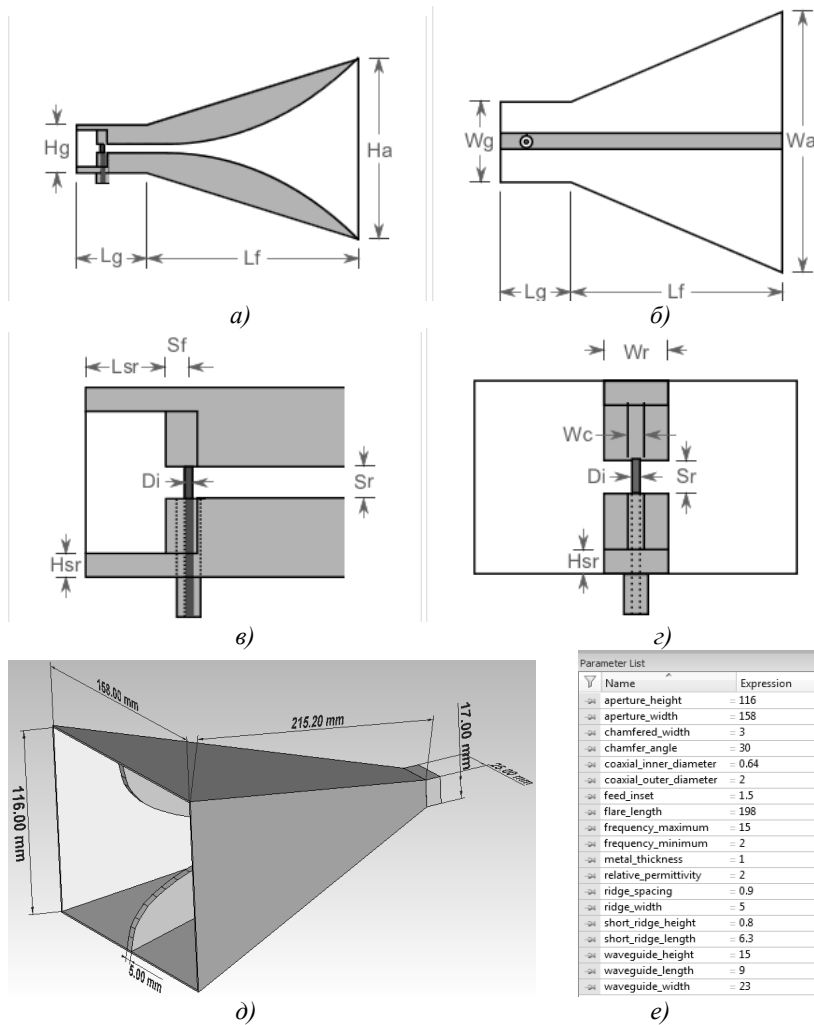 Hg
Ha
Lg
Lf
а)
Wg
Wa
Lg
Lf
б)
Sf
Lsr
Di
Sr
Hsr
в)
Wr
Wc
Di
Sr
Hsr
г)
158.00 mm
215.20 mm
17.00 mm
25.00 mm
116.00 mm
5.00 mm
д)
Parameter List
Name Expression
aperture_height = 116
aperture_width = 158
chamfered_width = 3
chamfer_angle = 30
coaxial_inner_diameter = 0.64
coaxial_outer_diameter = 2
feed_inset = 1.5
flare_length = 198
frequency_maximum = 15
frequency_minimum = 2
metal_thickness = 1
relative_permittivity = 2
ridge_spacing = 0.9
ridge_width = 5
short_ridge_height = 0.8
short_ridge_length = 6.3
waveguide_height = 15
waveguide_length = 9
waveguide_width = 23
е)